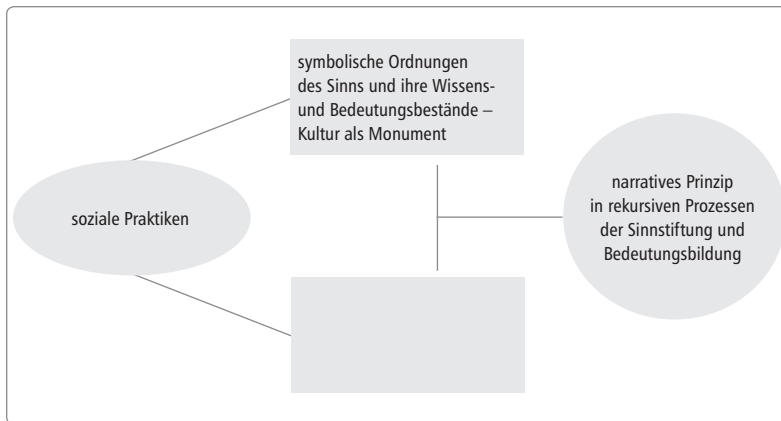 symbolische Ordnungen
des Sinns und ihre Wissens-
und Bedeutungsbestände –
Kultur als Monument
soziale Praktiken
narratives Prinzip
in rekursiven Prozessen
der Sinnstiftung und
Bedeutungsbildung